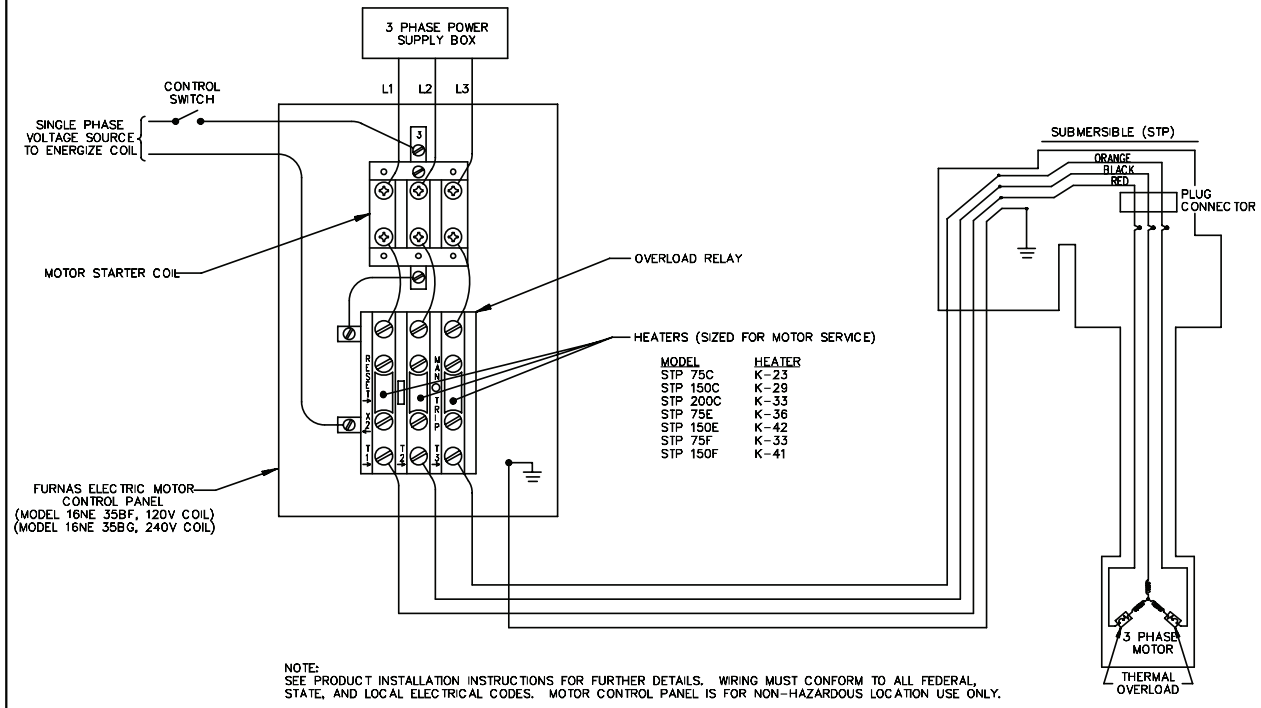 3 PHASE POWER
SUPPLY BOX
L1 L2 L3
CONTROL
SWITCH
SINGLE PHASE
VOLTAGE SOURCE
TO ENERGIZE COIL
3
MOTOR STARTER COIL
OVERLOAD RELAY
HEATERS (SIZED FOR MOTOR SERVICE)
MODEL HEATER
STP 75C K-23
STP 150C K-29
STP 200C K-33
STP 75E K-36
STP 150E K-42
STP 75F K-33
STP 150F K-41
RESET
MAN TRIP
X2
T1 T2 T3
FURNAS ELECTRIC MOTOR
CONTROL PANEL
(MODEL 16NE 35BF, 120V COIL)
(MODEL 16NE 35BG, 240V COIL)
SUBMERSIBLE (STP)
ORANGE
BLACK
RED
PLUG
CONNECTOR
3 PHASE
MOTOR
THERMAL
OVERLOAD
NOTE:
SEE PRODUCT INSTALLATION INSTRUCTIONS FOR FURTHER DETAILS. WIRING MUST CONFORM TO ALL FEDERAL,
STATE, AND LOCAL ELECTRICAL CODES. MOTOR CONTROL PANEL IS FOR NON-HAZARDOUS LOCATION USE ONLY.